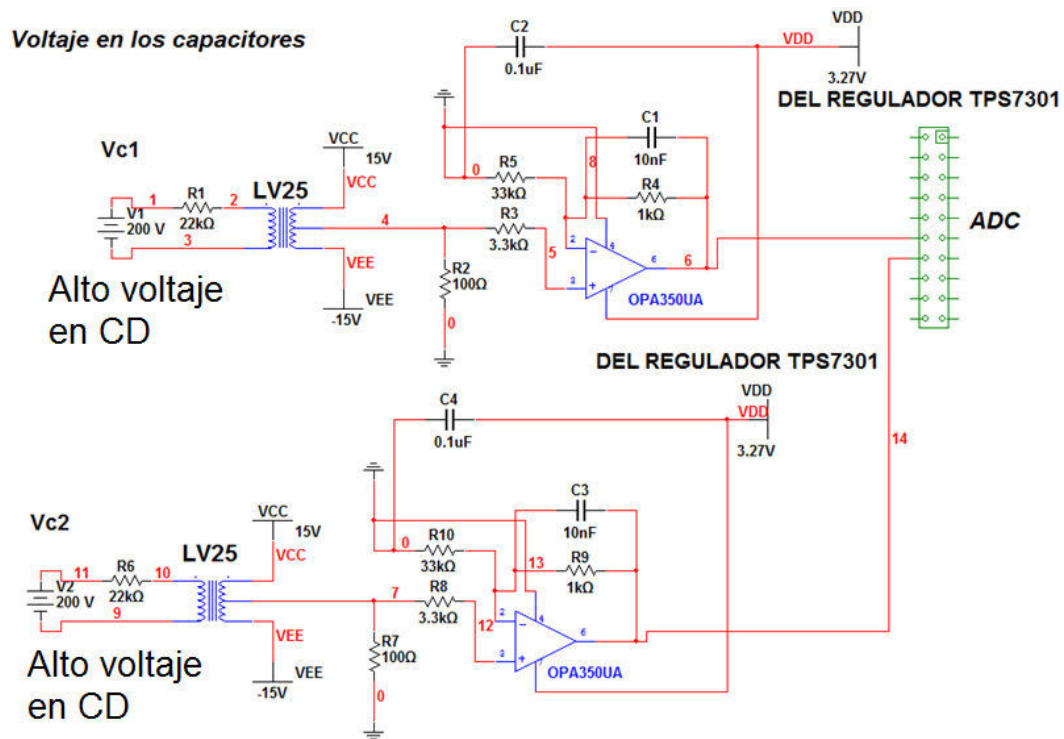 Voltaje en los capacitores
C2
0.1uF
VDD
VDD
3.27V
DEL REGULADOR TPS7301
C1
10nF
8
R4
1kΩ
0
R5
33kΩ
Vc1
VCC
15V
VCC
1
R1
22kΩ
2
LV25
V1
200 V
3
4
R3
3.3kΩ
5
2
4
6
3
7
6
OPA350UA
ADC
R2
100Ω
0
VEE
VEE
-15V
Alto voltaje
en CD
DEL REGULADOR TPS7301
C4
0.1uF
VDD
VDD
3.27V
14
C3
10nF
13
R9
1kΩ
0
R10
33kΩ
Vc2
VCC
15V
VCC
11
R6
22kΩ
10
LV25
V2
200 V
9
7
R8
3.3kΩ
12
2
4
6
3
7
OPA350UA
R7
100Ω
0
VEE
VEE
-15V
Alto voltaje
en CD